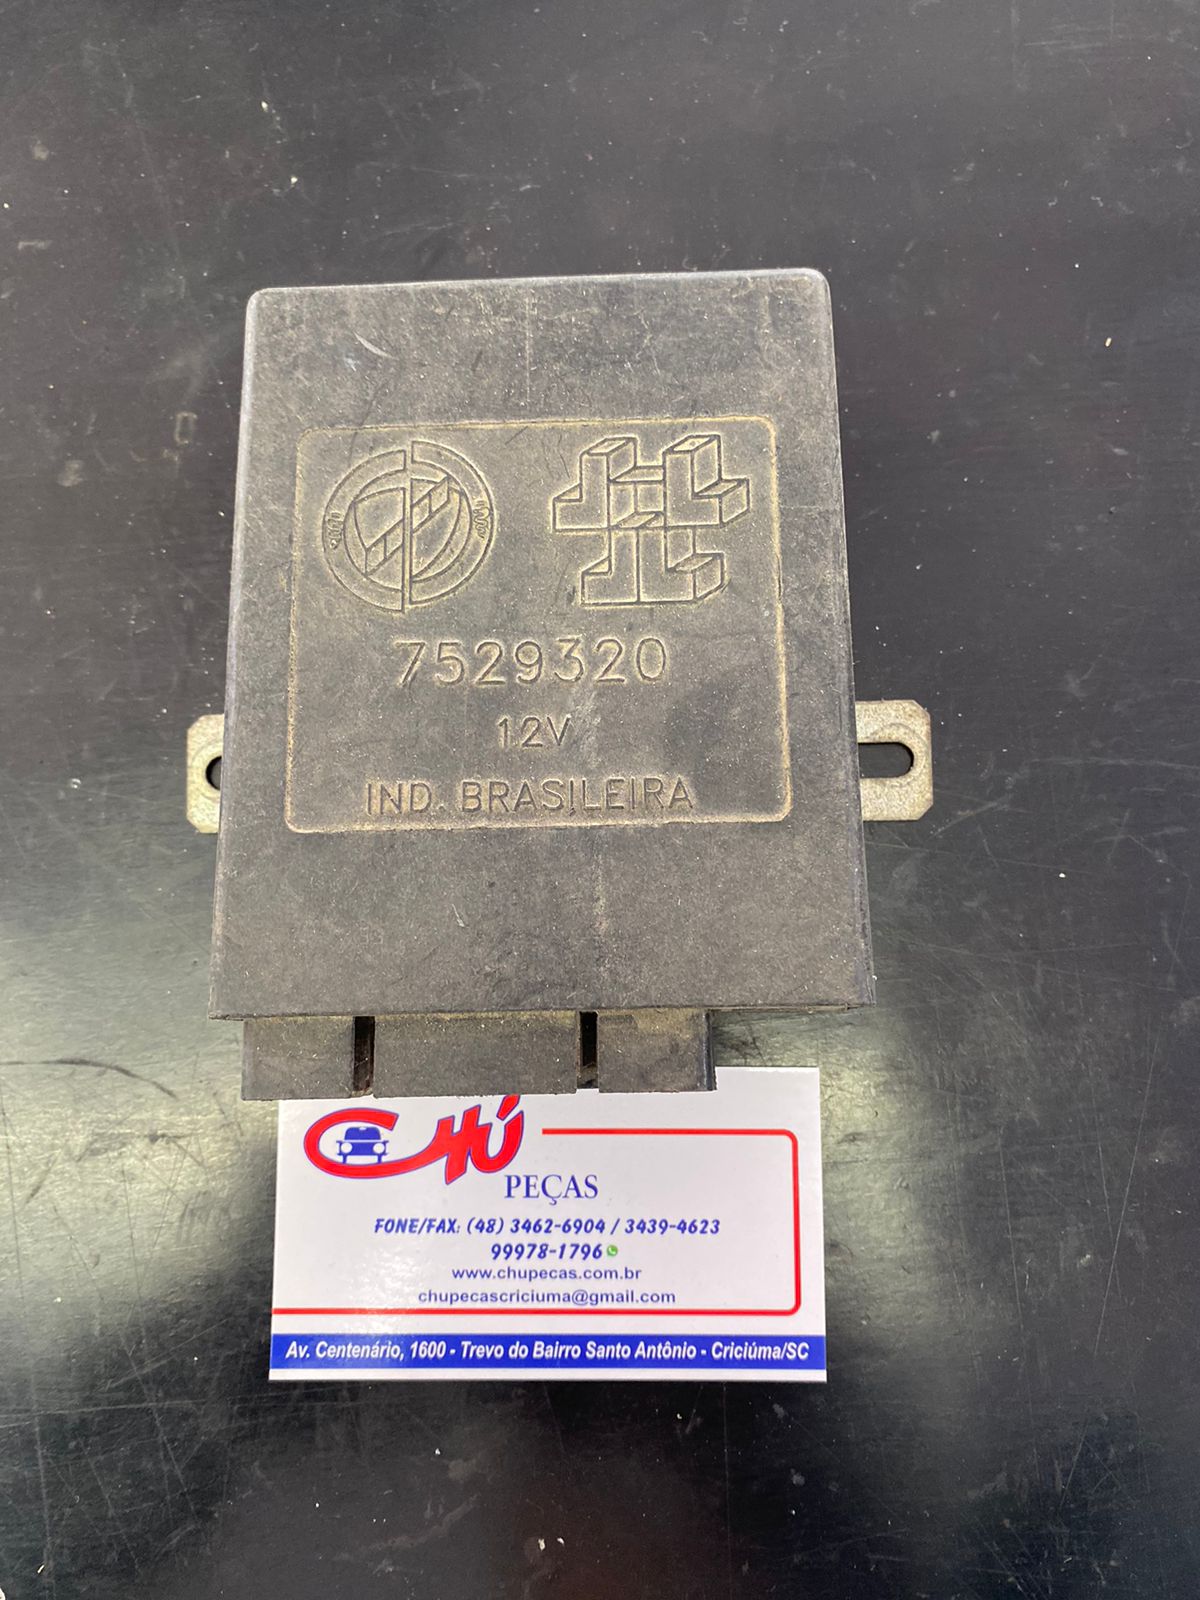 7529320
12V
IND. BRASILEIRA
CHÚ
PEÇAS
FONE/FAX: (48) 3462-6904 / 3439-4623
99978-1796
www.chupecas.com.br
chupecascriciuma@gmail.com
Av. Centenário, 1600 - Trevo do Bairro Santo Antônio - Criciúma/SC